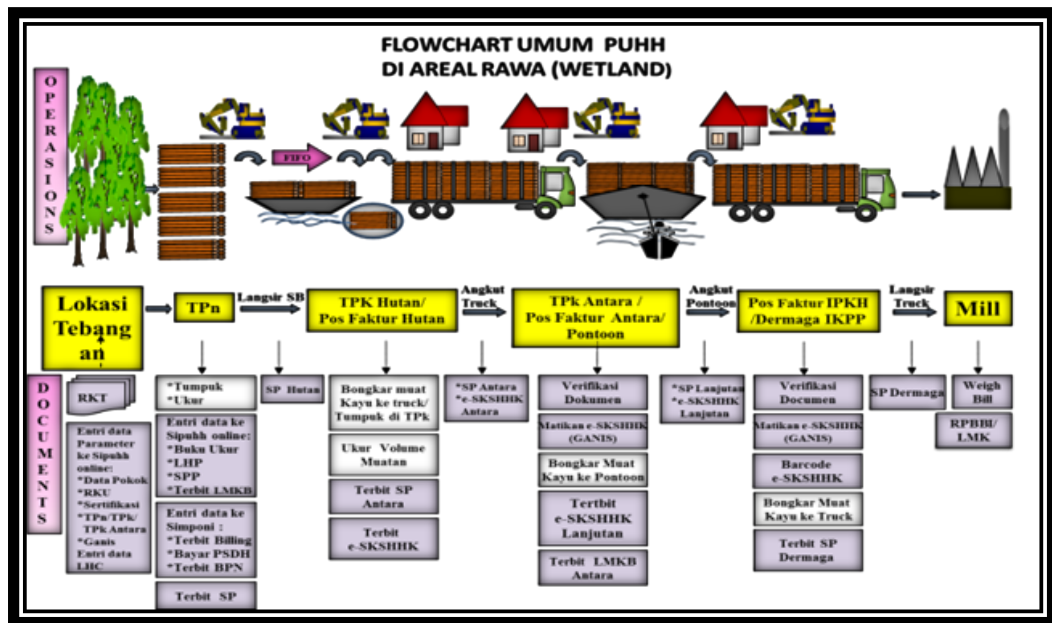 FLOWCHART UMUM PUHH
DI AREAL RAWA (WETLAND)
OPERASIONS
FIFO
Lokasi
Tebang
an
TPn
Langsir SB
TPK Hutan/
Pos Faktur Hutan
Angkut
Truck
TPk Antara /
Pos Faktur Antara/
Pontoon
Angkut
Pontoon
Pos Faktur IPKH
/Dermaga IKPP
Langsir
Truck
Mill
DOCUMENTS
RKT
Entri data
Parameter
ke Sipuhh
online:
*Data Pokok
*RKU
*Sertifikasi
*TPn/TPk/
TPk Antara
*Ganis
Entri data
LHC
*Tumpuk
*Ukur
Entri data ke
Sipuhh online:
*Buku Ukur
*LHP
*SPP
*Terbit LMKB
Entri data ke
Simponi :
*Terbit Billing
*Bayar PSDH
*Terbit BPN
Terbit SP
SP Hutan
Bongkar muat
Kayu ke truck/
Tumpuk di TPk
Ukur Volume
Muatan
Terbit SP
Antara
Terbit
e-SKSHHK
*SP Antara
*e-SKSHHK
Antara
Verifikasi
Dokumen
Matikan e-SKSHHK
(GANIS)
Bongkar Muat
Kayu ke Pontoon
Tertbit
e-SKSHHK
Lanjutan
Terbit LMKB
Antara
*SP Lanjutan
*e-SKSHHK
Lanjutan
Verifikasi
Documen
Matikan e-SKSHHK
(GANIS)
Barcode
e-SKSHHK
Bongkar Muat
Kayu ke Truck
Terbit SP
Dermaga
SP Dermaga
Weigh
Bill
RPBBI/
LMK